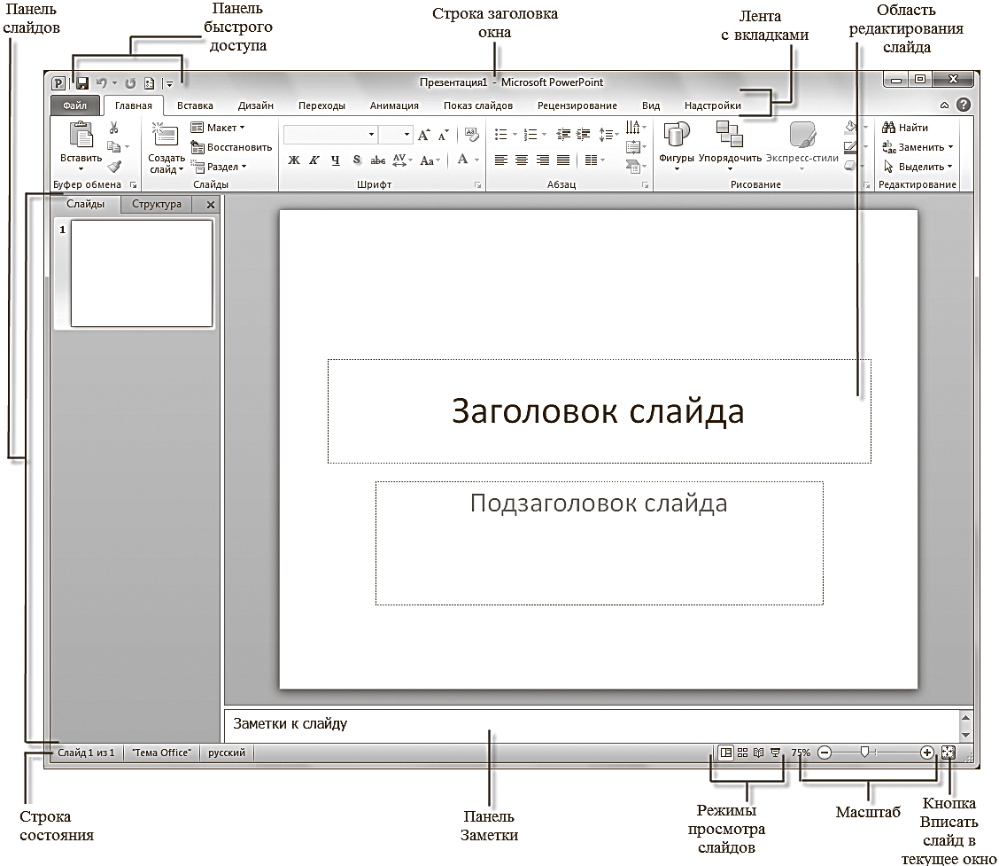 Панель
слайдов
Панель
быстрого
доступа
Строка заголовка
окна
Лента
с вкладками
Область
редактирования
слайда
Презентация1 - Microsoft PowerPoint
Файл Главная Вставка Дизайн Переходы Анимация Показ слайдов Рецензирование Вид Надстройки
Вставить
Буфер обмена
Создать
слайд
Макет
Восстановить
Раздел
Слайды
Ж К Ч S abc AV Aa A
Шрифт
Абзац
Фигуры Упорядочить Экспресс-стили
Рисование
Найти
Заменить
Выделить
Редактирование
Слайды Структура
1
Заголовок слайда
Подзаголовок слайда
Заметки к слайду
Слайд 1 из 1 "Тема Office" русский 75%
Строка
состояния
Панель
Заметки
Режимы
просмотра
слайдов
Масштаб
Кнопка
Вписать
слайд в
текущее окно